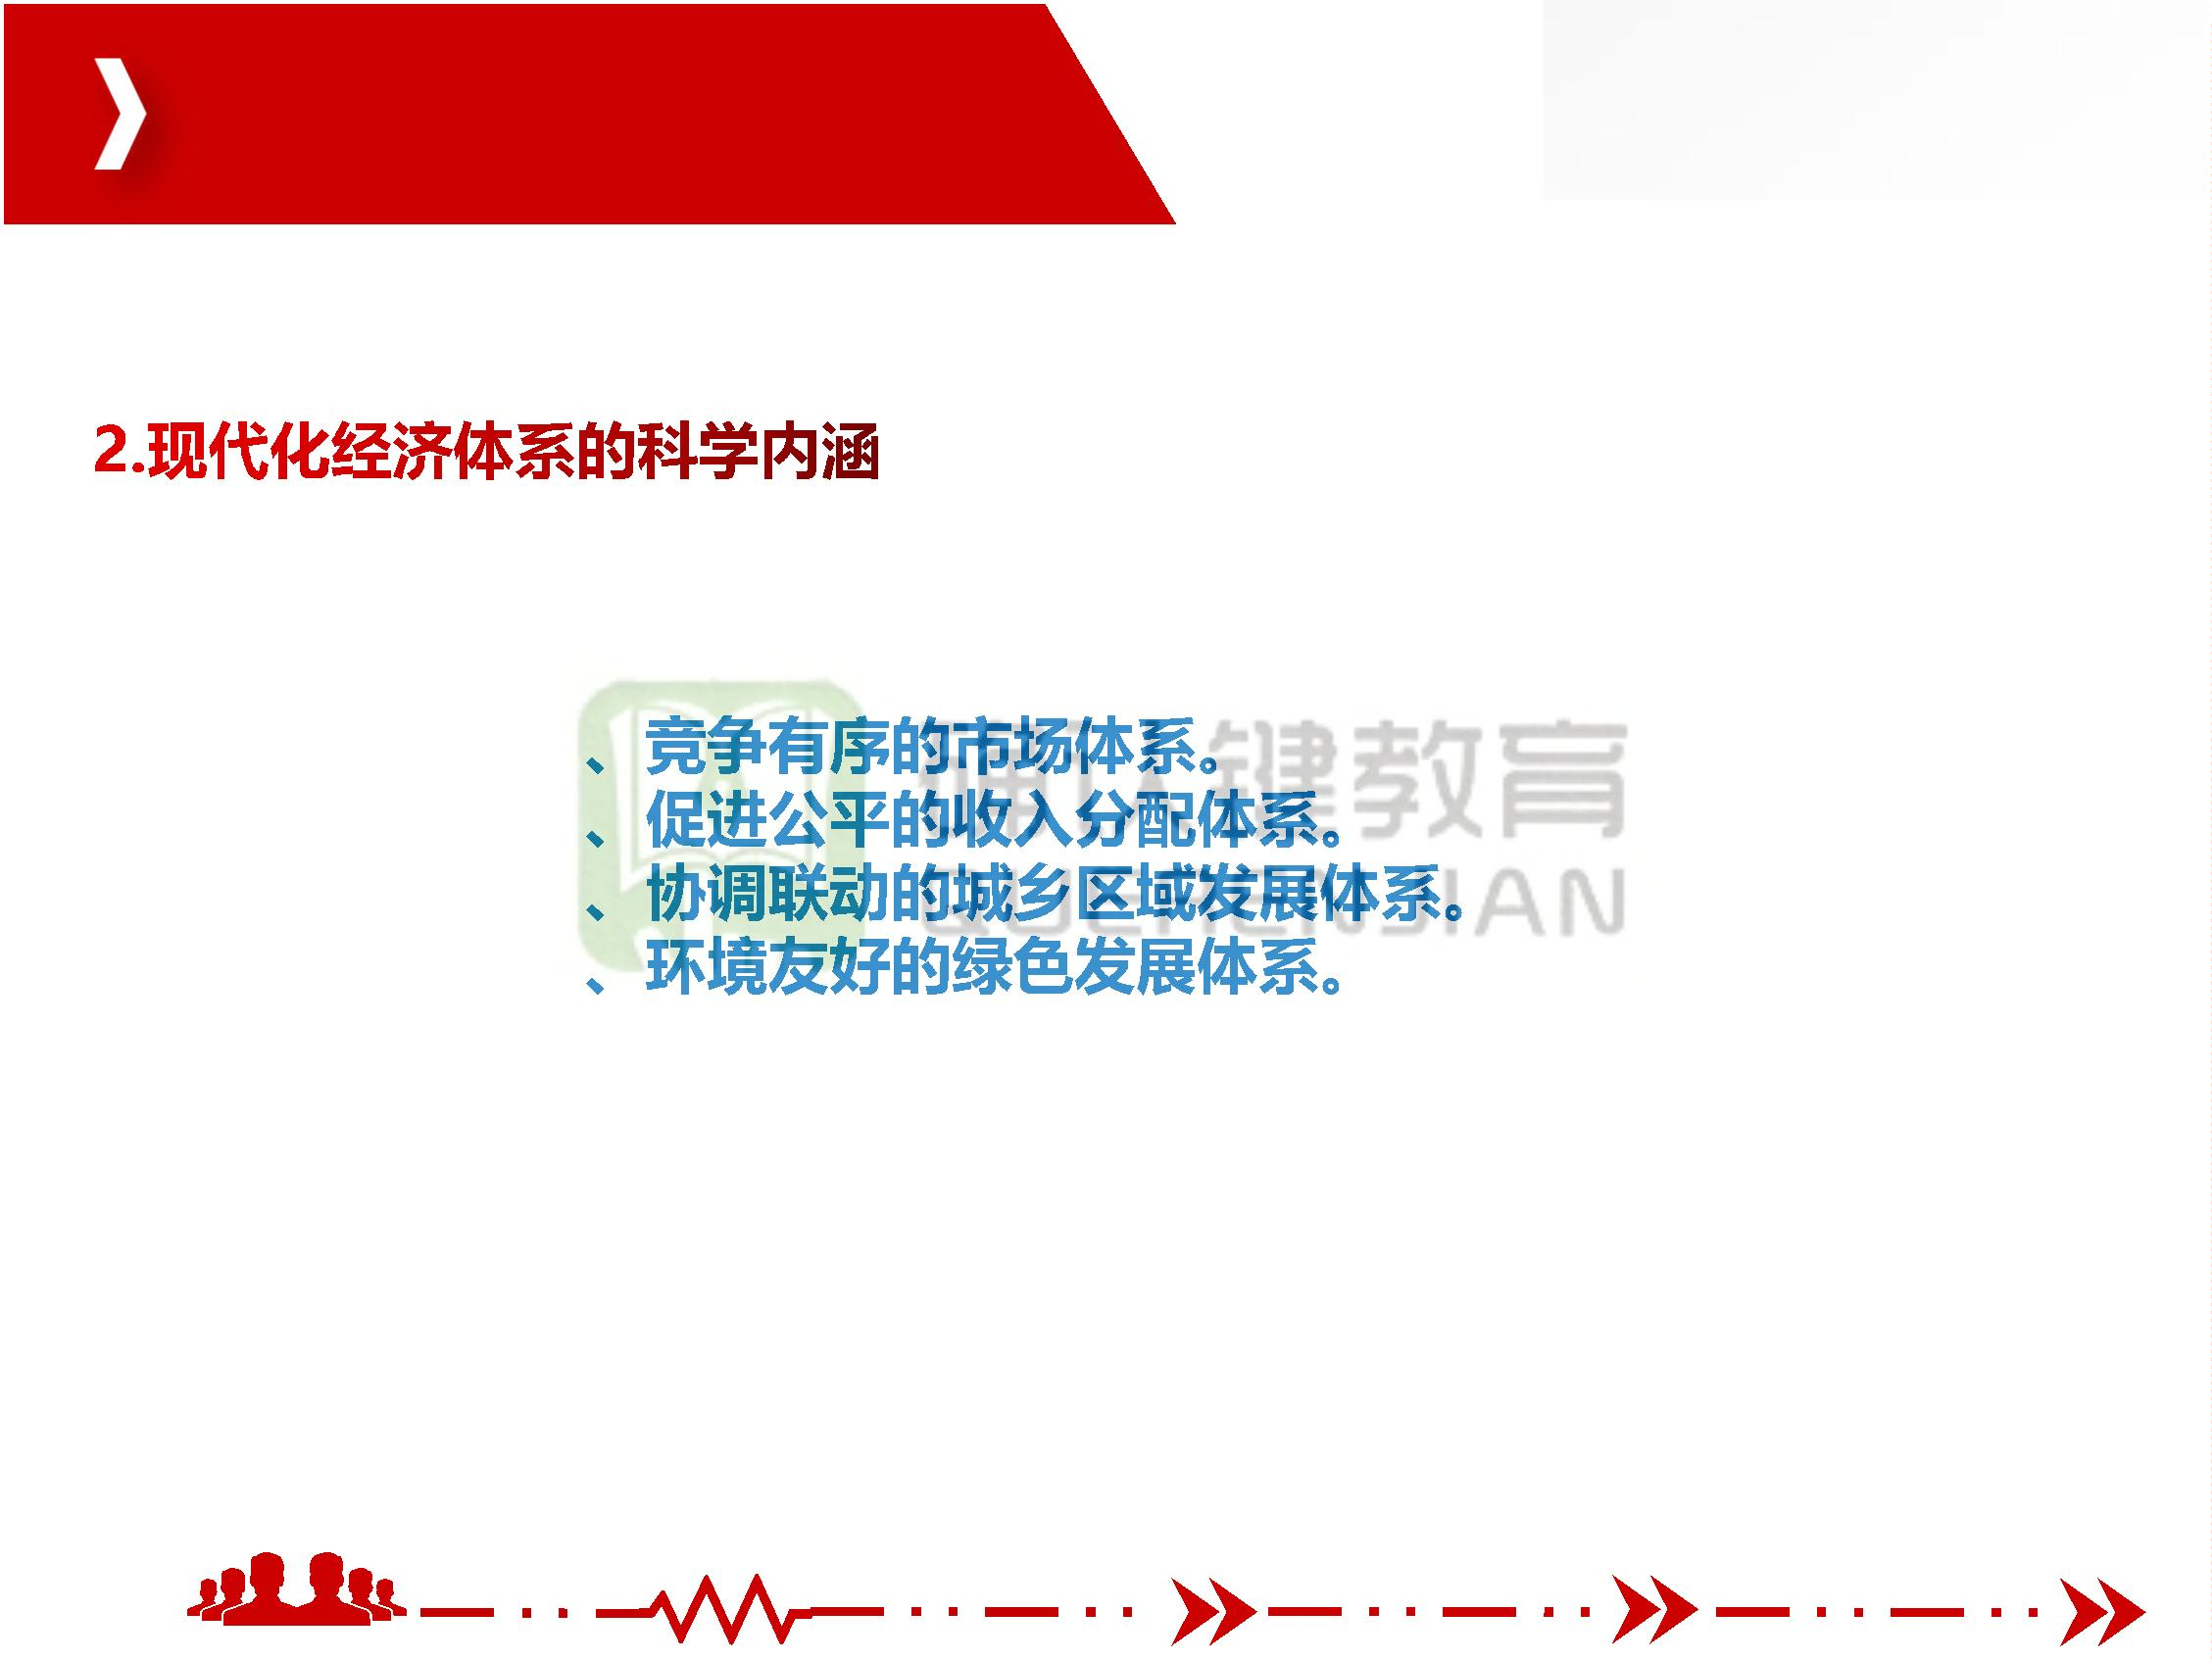 2.现代化经济体系的科学内涵
、竞争有序的市场体系。
、促进公平的收入分配体系。
、协调联动的城乡区域发展体系。
、环境友好的绿色发展体系。
键教育